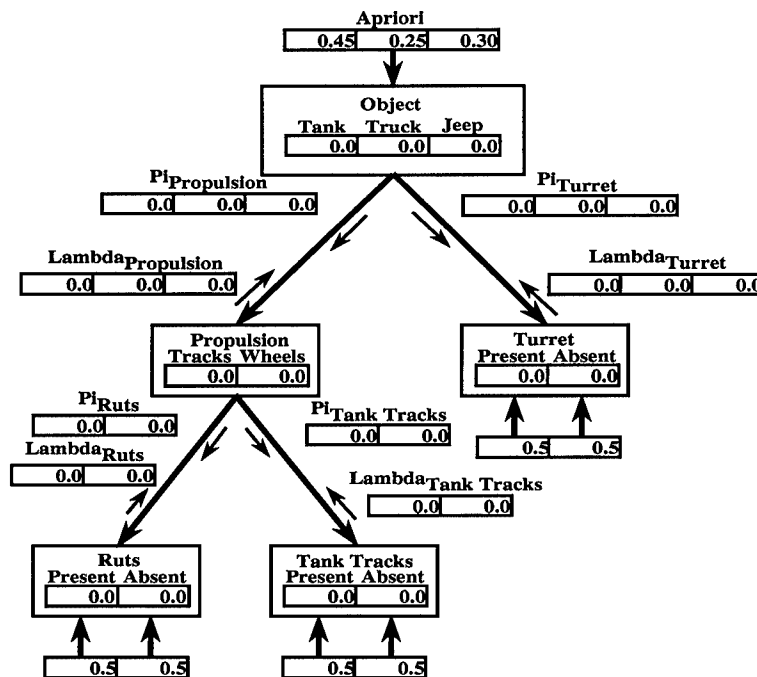 Apriori
0.45 0.25 0.30
Object
Tank Truck Jeep
0.0 0.0 0.0
PiPropulsion
0.0 0.0 0.0
PiTurret
0.0 0.0 0.0
LambdaPropulsion
0.0 0.0 0.0
LambdaTurret
0.0 0.0 0.0
Propulsion
Tracks Wheels
0.0 0.0
Turret
Present Absent
0.0 0.0
PiRuts
0.0 0.0
PiTank Tracks
0.0 0.0
0.5 0.5
LambdaRuts
0.0 0.0
LambdaTank Tracks
0.0 0.0
Ruts
Present Absent
0.0 0.0
Tank Tracks
Present Absent
0.0 0.0
0.5 0.5
0.5 0.5